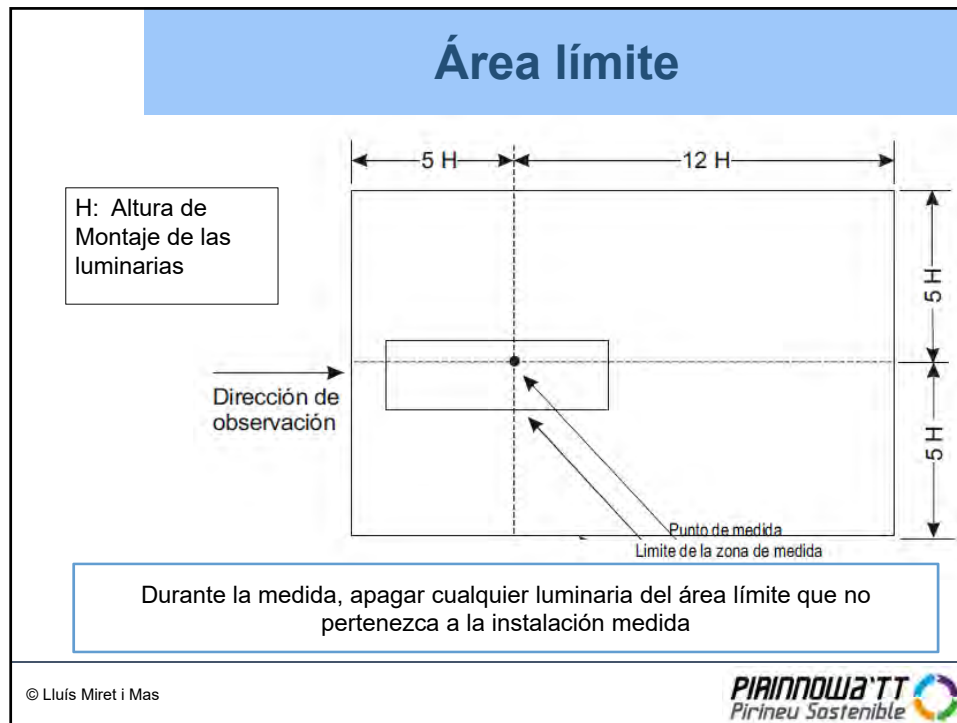 Área límite
5 H
12 H
H: Altura de
Montaje de las
luminarias
5 H
Dirección de
observación
5 H
Punto de medida
Limite de la zona de medida
Durante la medida, apagar cualquier luminaria del área límite que no
pertenezca a la instalación medida
© Lluís Miret i Mas
PIRINNOWA'TT
Pirineu Sostenible